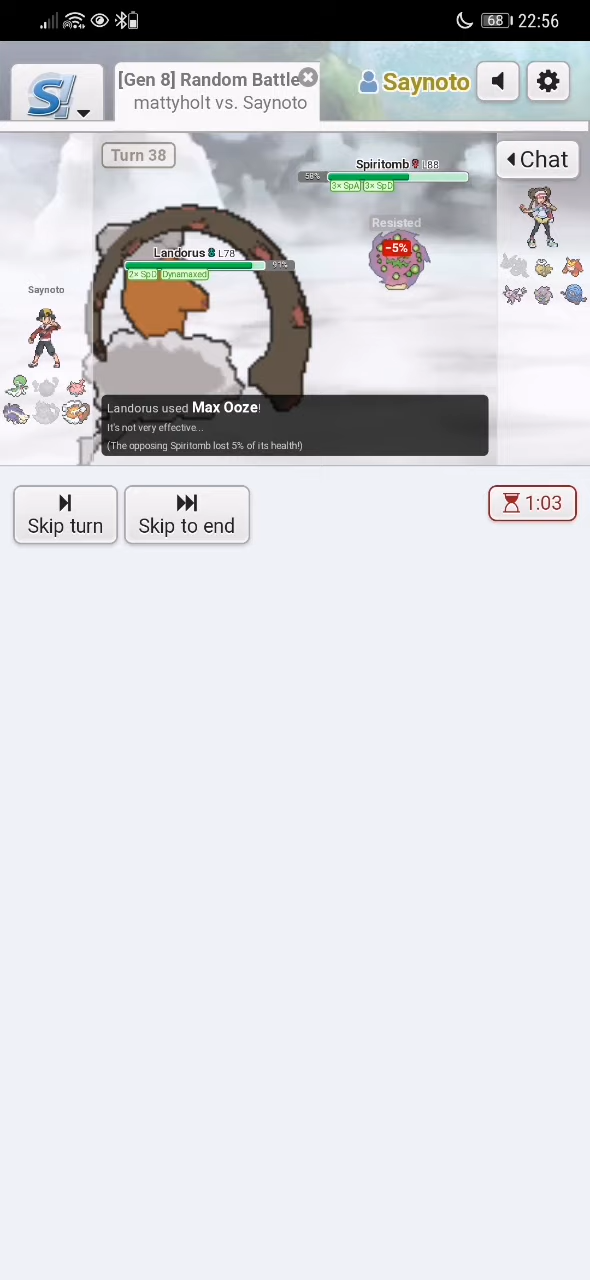 68 22:56
[Gen 8] Random Battle
mattyholt vs. Saynoto
Saynoto
Turn 38
Chat
Spiritomb L88
58%
3× SpA 3× SpD
Resisted
−5%
Landorus L78
2× SpD Dynamaxed
Saynoto
Landorus used Max Ooze!
It's not very effective...
(The opposing Spiritomb lost 5% of its health!)
Skip turn
Skip to end
1:03